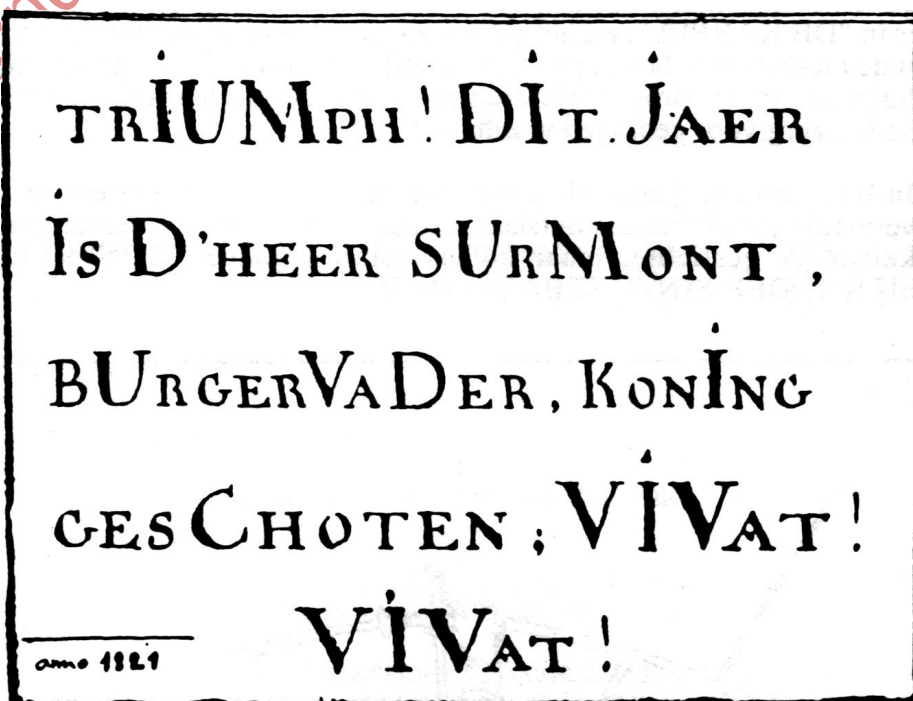 TRIUMPH! DIT. JAER
IS D'HEER SURMONT,
BURGERVADER, KONING
GESCHOTEN; VIVAT!
VIVAT!
anno 1821